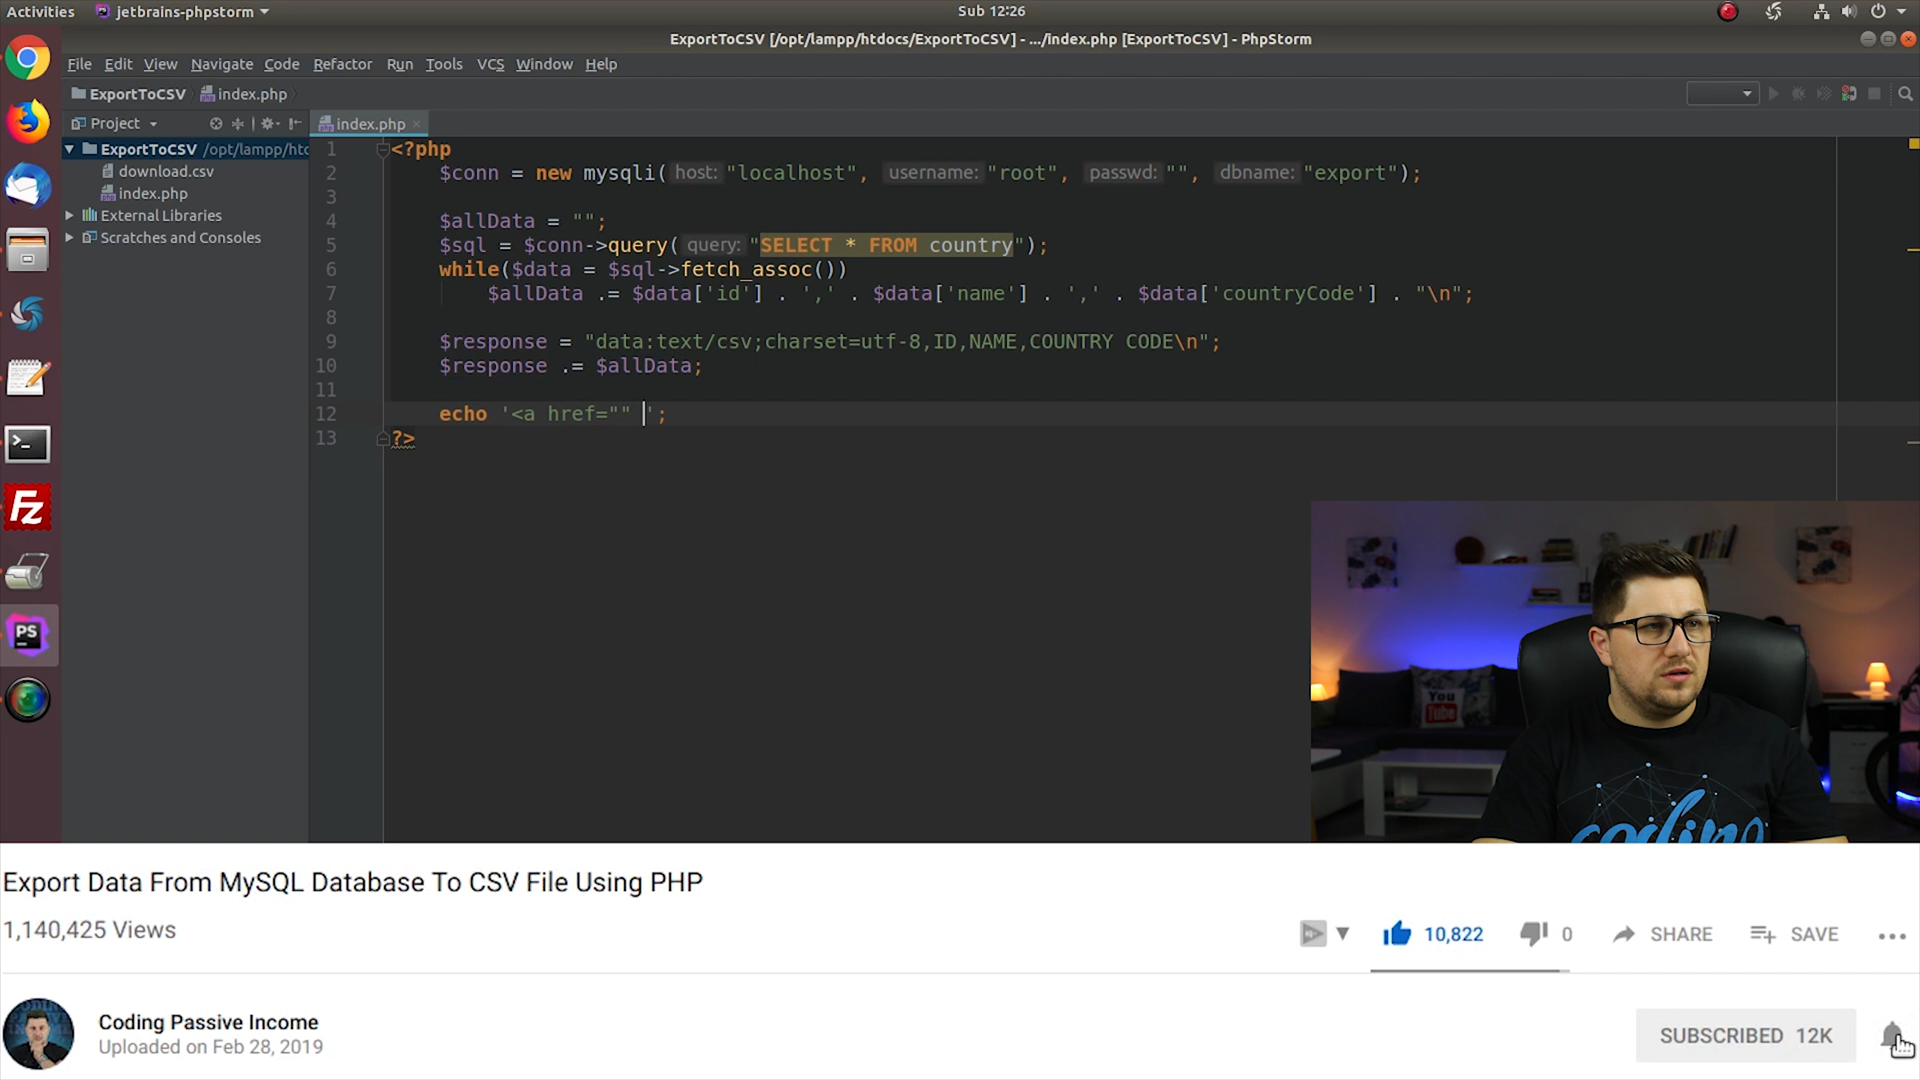 Activities jetbrains-phpstorm Sub 12:26
ExportToCSV [/opt/lampp/htdocs/ExportToCSV] - .../index.php [ExportToCSV] - PhpStorm
File Edit View Navigate Code Refactor Run Tools VCS Window Help
ExportToCSV index.php
Project index.php
ExportToCSV /opt/lampp/htc
download.csv
index.php
External Libraries
Scratches and Consoles
1 <?php
2 $conn = new mysqli( host: "localhost", username: "root", passwd: "", dbname: "export");
3
4 $allData = "";
5 $sql = $conn->query( query: "SELECT * FROM country");
6 while($data = $sql->fetch_assoc())
7 $allData .= $data['id'] . ',' . $data['name'] . ',' . $data['countryCode'] . "\n";
8
9 $response = "data:text/csv;charset=utf-8,ID,NAME,COUNTRY CODE\n";
10 $response .= $allData;
11
12 echo '<a href="" ';
13 ?>
Fz
PS
You
Tube
coding
Export Data From MySQL Database To CSV File Using PHP
1,140,425 Views
10,822 0 SHARE SAVE
Coding Passive Income
Uploaded on Feb 28, 2019
SUBSCRIBED 12K